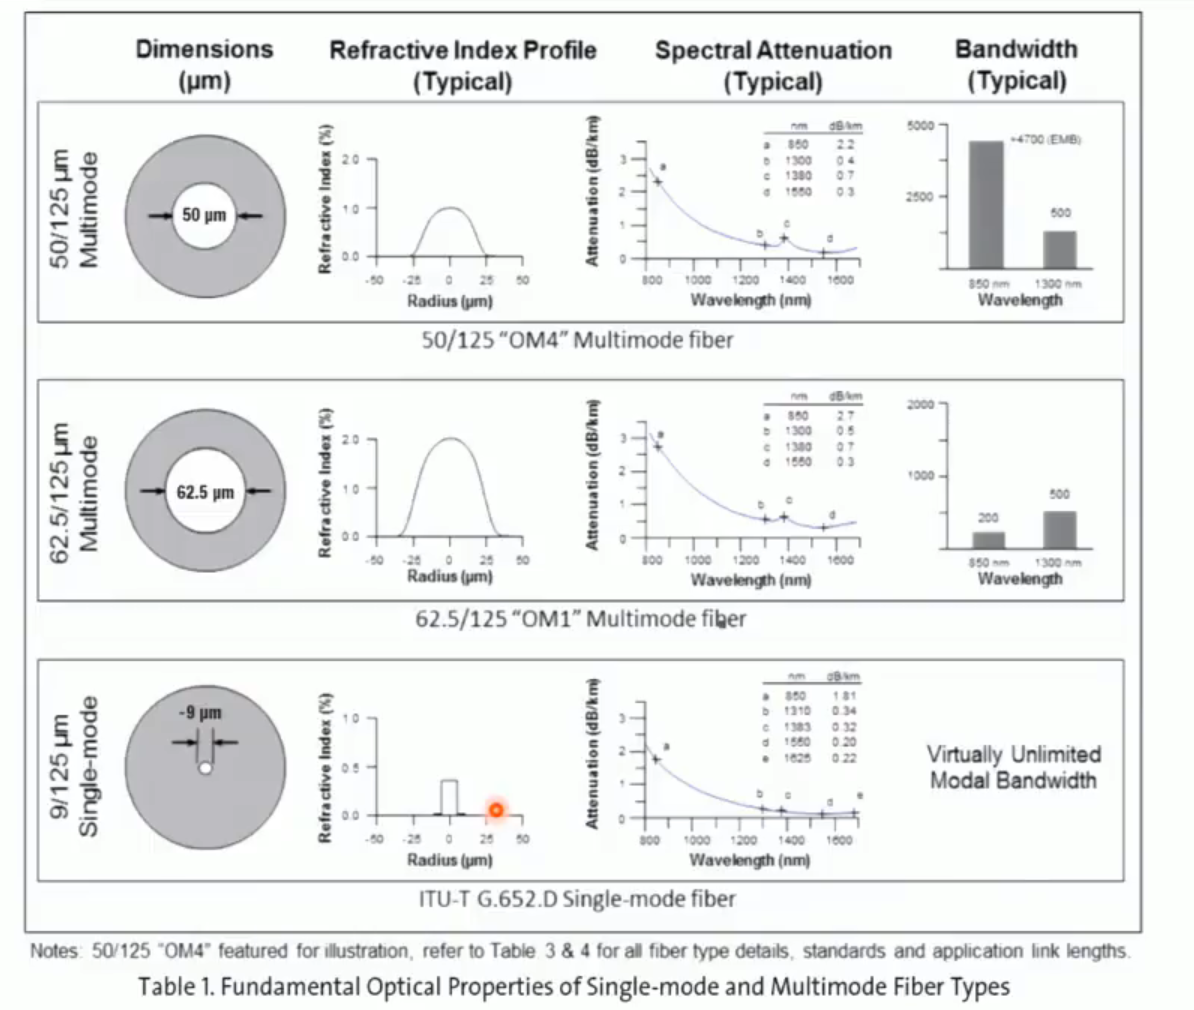 Dimensions
(µm)
Refractive Index Profile
(Typical)
Spectral Attenuation
(Typical)
Bandwidth
(Typical)
50/125 µm
Multimode
50 µm
Refractive Index (%)
2.0
1.0
0.0
-50 -25 0 25 50
Radius (µm)
Attenuation (dB/km)
3
2
1
0
a
b
c
d
nm dB/km
a 850 2.2
b 1300 0.4
c 1380 0.7
d 1550 0.3
800 1000 1200 1400 1600
Wavelength (nm)
5000
2500
~4700 (EMB)
500
850 nm 1300 nm
Wavelength
50/125 “OM4” Multimode fiber
62.5/125 µm
Multimode
62.5 µm
Refractive Index (%)
2.0
1.0
0.0
-50 -25 0 25 50
Radius (µm)
Attenuation (dB/km)
3
2
1
0
a
b
c
d
nm dB/km
a 850 2.7
b 1300 0.5
c 1380 0.7
d 1550 0.3
800 1000 1200 1400 1600
Wavelength (nm)
2000
1000
200
500
850 nm 1300 nm
Wavelength
62.5/125 “OM1” Multimode fiber
9/125 µm
Single-mode
~9 µm
Refractive Index (%)
1.0
0.5
0.0
-50 -25 0 25 50
Radius (µm)
Attenuation (dB/km)
3
2
1
0
a
b
c
d
e
nm dB/km
a 850 1.81
b 1310 0.34
c 1383 0.32
d 1550 0.20
e 1625 0.22
800 1000 1200 1400 1600
Wavelength (nm)
Virtually Unlimited
Modal Bandwidth
ITU-T G.652.D Single-mode fiber
Notes: 50/125 “OM4” featured for illustration, refer to Table 3 & 4 for all fiber type details, standards and application link lengths.
Table 1. Fundamental Optical Properties of Single-mode and Multimode Fiber Types